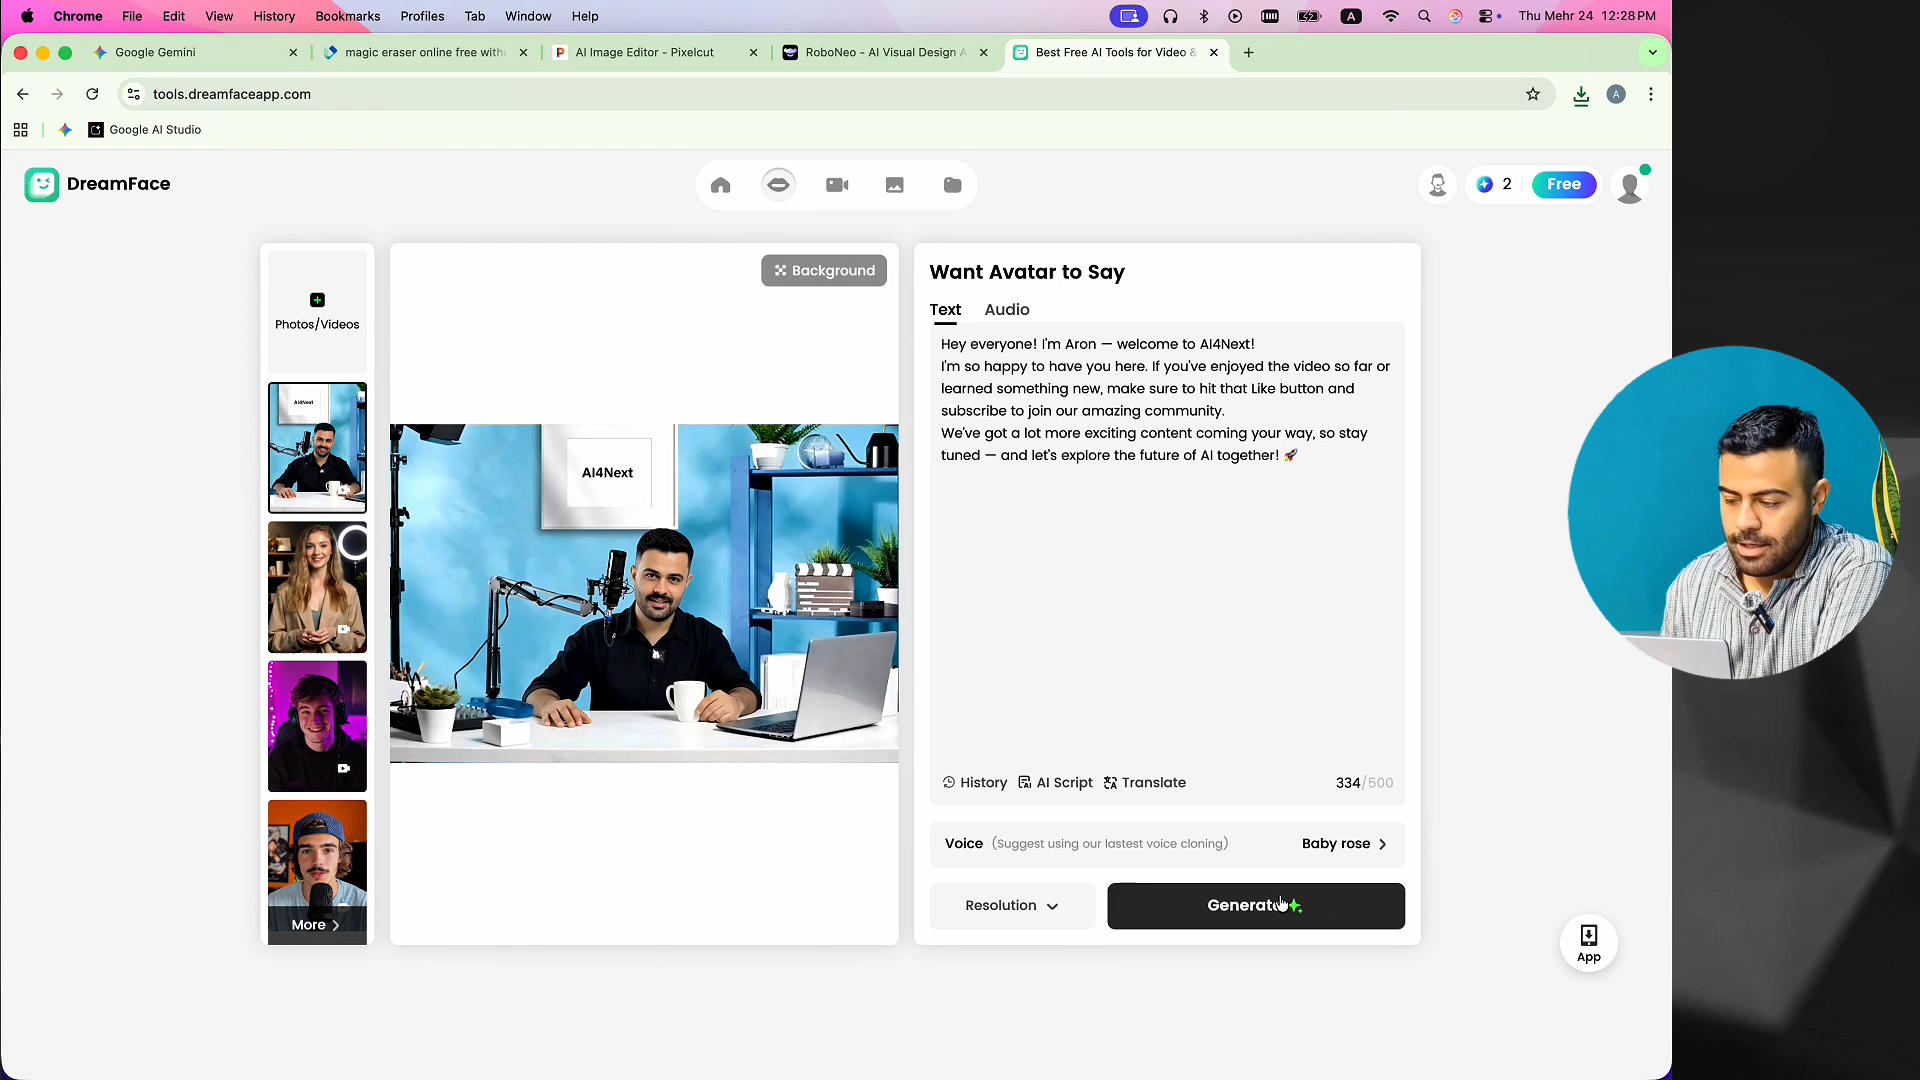 Chrome File Edit View History Bookmarks Profiles Tab Window Help A Thu Mehr 24 12:28 PM
Google Gemini magic eraser online free with P AI Image Editor - Pixelcut RoboNeo - AI Visual Design A Best Free AI Tools for Video &
tools.dreamfaceapp.com A
Google AI Studio
DreamFace 2 Free
Photos/Videos
Background
Want Avatar to Say
Text Audio
Hey everyone! I'm Aron — welcome to AI4Next!
I'm so happy to have you here. If you've enjoyed the video so far or
learned something new, make sure to hit that Like button and
subscribe to join our amazing community.
We've got a lot more exciting content coming your way, so stay
tuned — and let's explore the future of AI together! 🚀
AI4Next
AI4Next
History AI Script Translate 334/500
Voice (Suggest using our lastest voice cloning) Baby rose
More
Resolution Generate
App